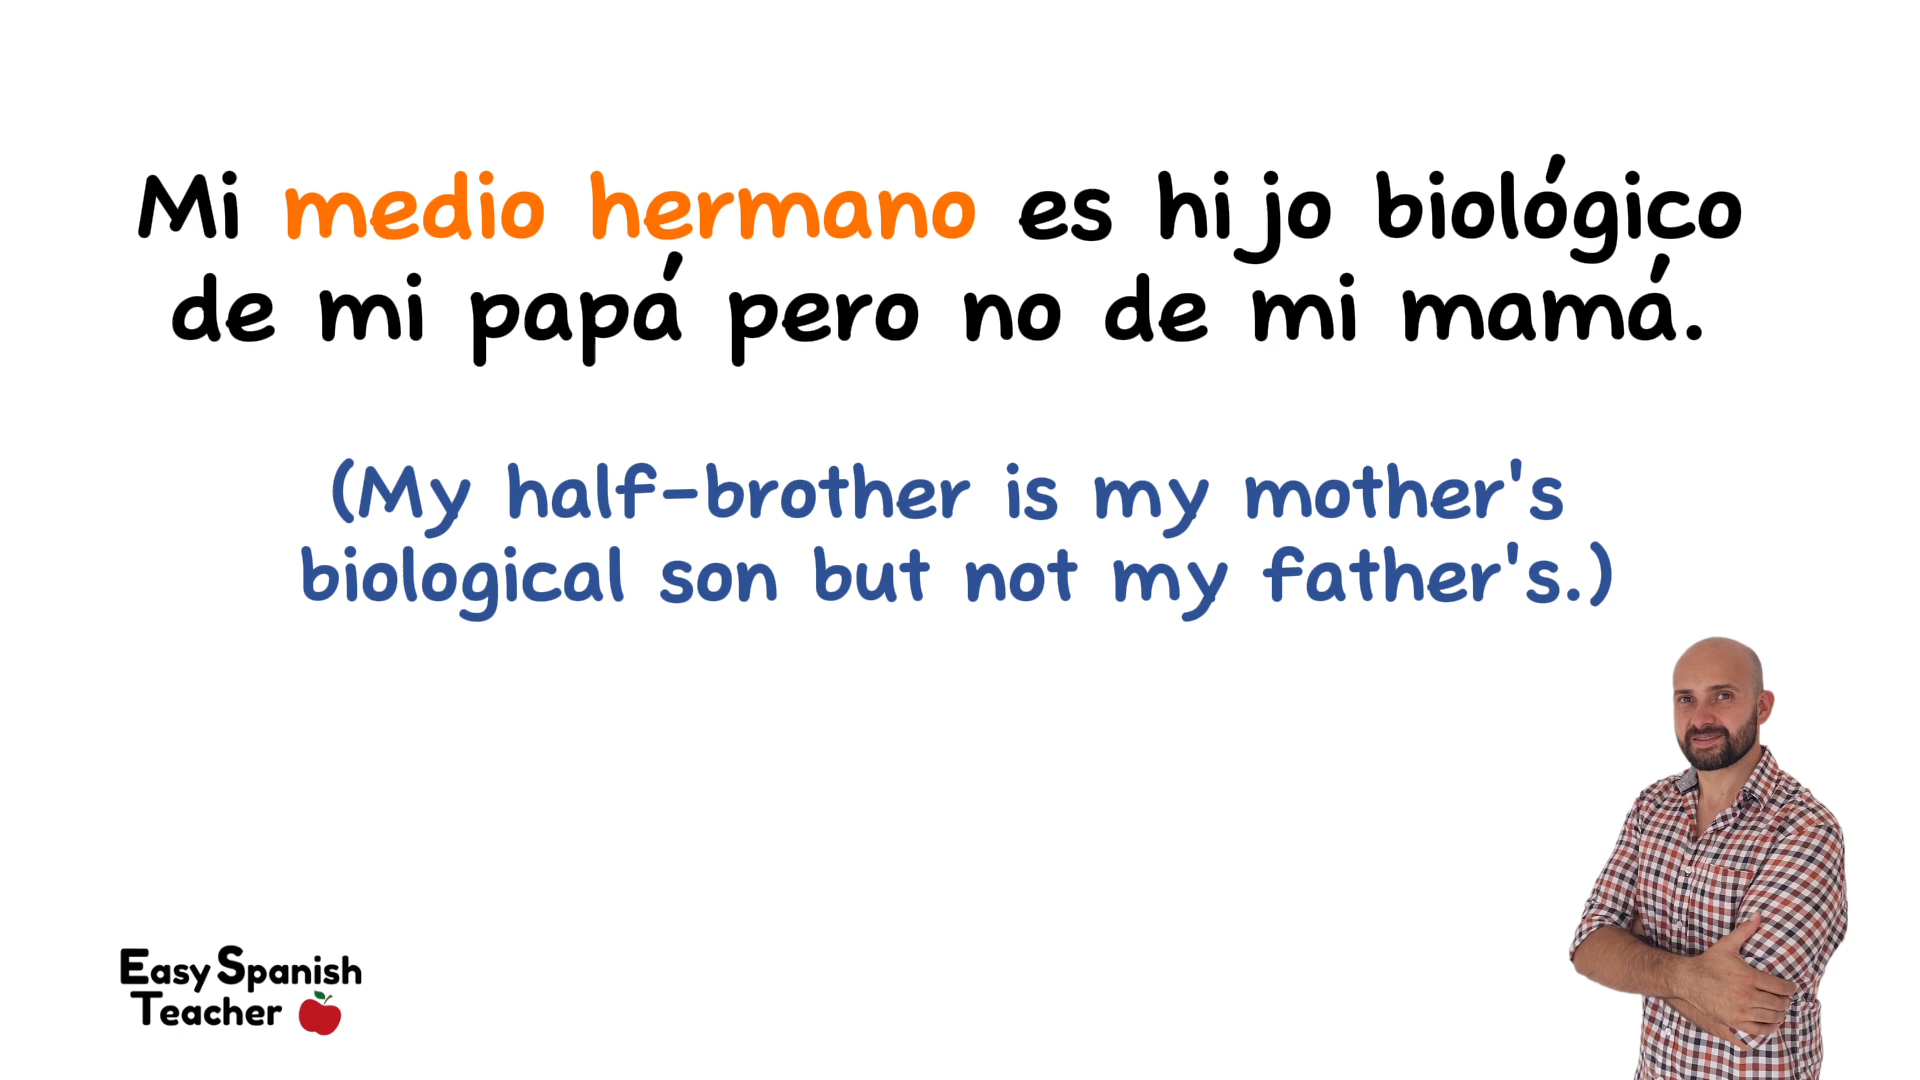 Mi medio hermano es hijo biológico
de mi papá pero no de mi mamá.
(My half-brother is my mother's
biological son but not my father's.)
Easy Spanish
Teacher